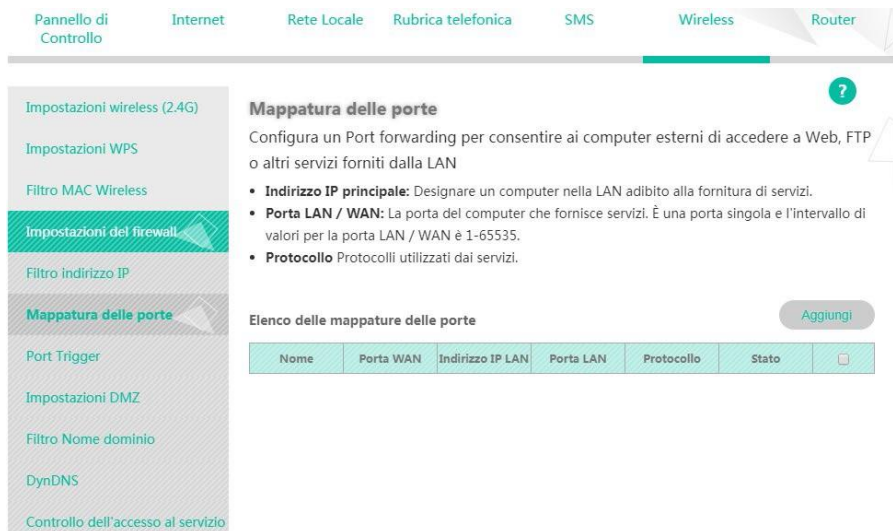 Pannello di Controllo
Internet
Rete Locale
Rubrica telefonica
SMS
Wireless
Router
?
Impostazioni wireless (2.4G)
Impostazioni WPS
Filtro MAC Wireless
Impostazioni del firewall
Filtro indirizzo IP
Mappatura delle porte
Port Trigger
Impostazioni DMZ
Filtro Nome dominio
DynDNS
Controllo dell'accesso al servizio
Mappatura delle porte
Configura un Port forwarding per consentire ai computer esterni di accedere a Web, FTP
o altri servizi forniti dalla LAN
• Indirizzo IP principale: Designare un computer nella LAN adibito alla fornitura di servizi.
• Porta LAN / WAN: La porta del computer che fornisce servizi. È una porta singola e l'intervallo di
valori per la porta LAN / WAN è 1-65535.
• Protocollo Protocolli utilizzati dai servizi.
Elenco delle mappature delle porte
Aggiungi
Nome Porta WAN Indirizzo IP LAN Porta LAN Protocollo Stato